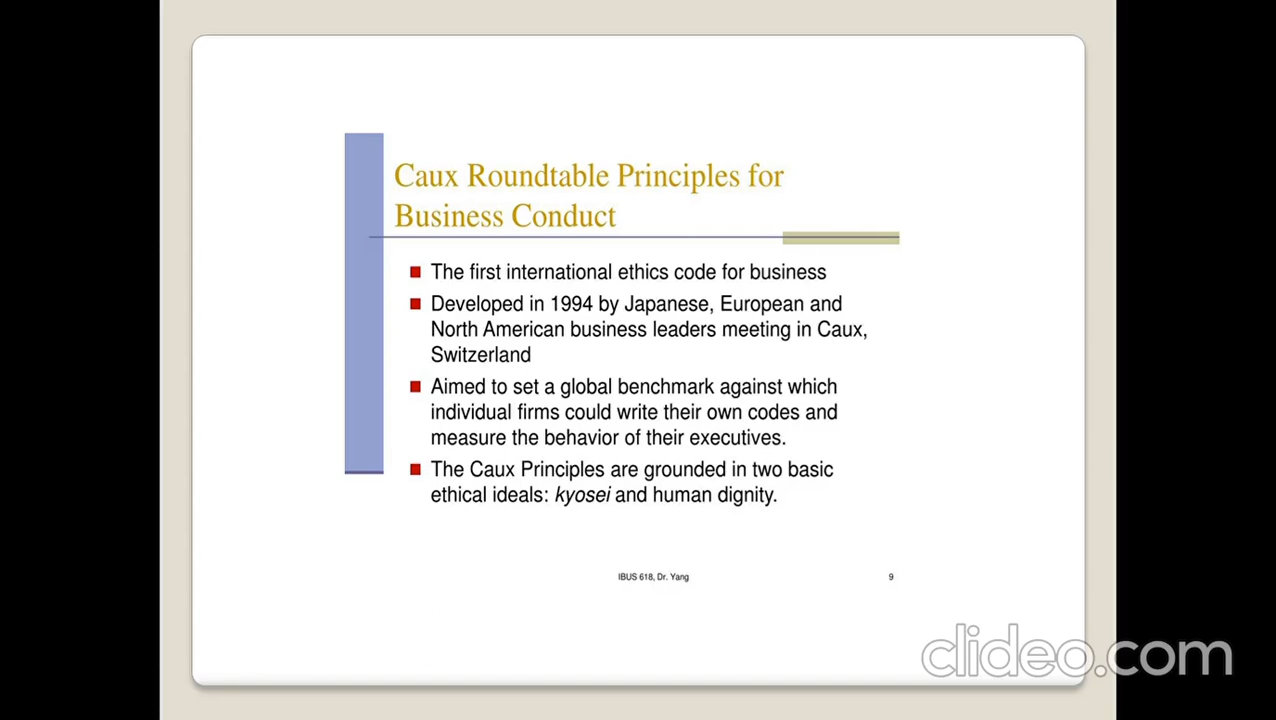 Caux Roundtable Principles for
Business Conduct
The first international ethics code for business
Developed in 1994 by Japanese, European and
North American business leaders meeting in Caux,
Switzerland
Aimed to set a global benchmark against which
individual firms could write their own codes and
measure the behavior of their executives.
The Caux Principles are grounded in two basic
ethical ideals: kyosei and human dignity.
IBUS 618, Dr. Yang
9
clideo.com